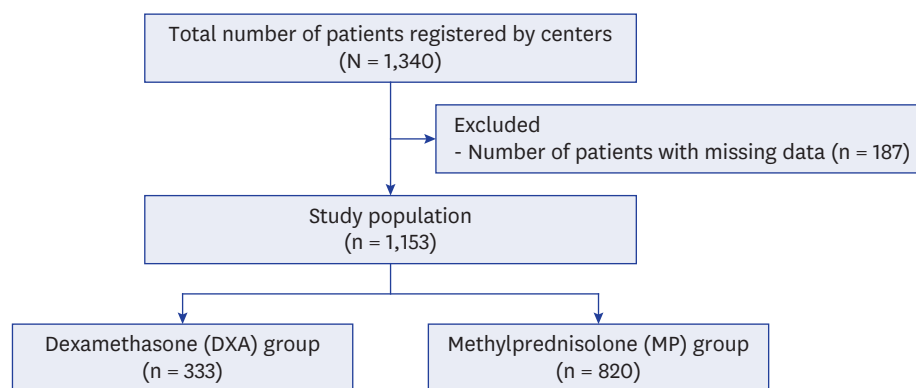 Total number of patients registered by centers
(N = 1,340)
Excluded
- Number of patients with missing data (n = 187)
Study population
(n = 1,153)
Dexamethasone (DXA) group
(n = 333)
Methylprednisolone (MP) group
(n = 820)